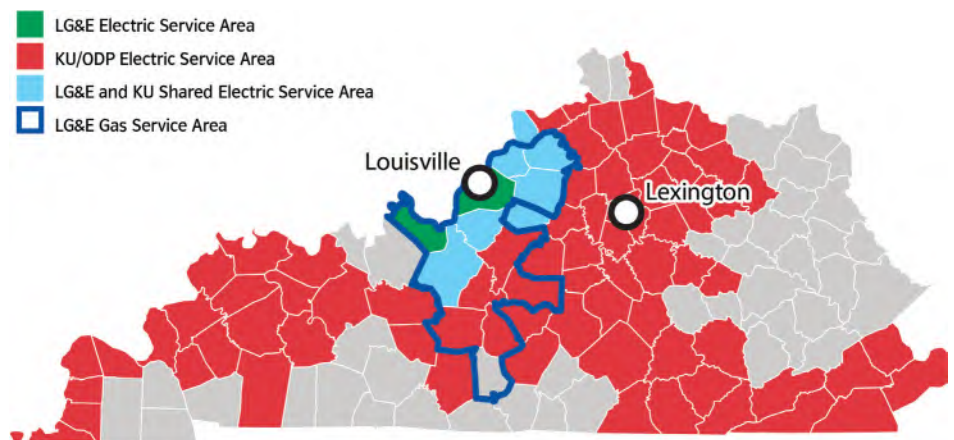 LG&E Electric Service Area
KU/ODP Electric Service Area
LG&E and KU Shared Electric Service Area
LG&E Gas Service Area
Louisville
Lexington